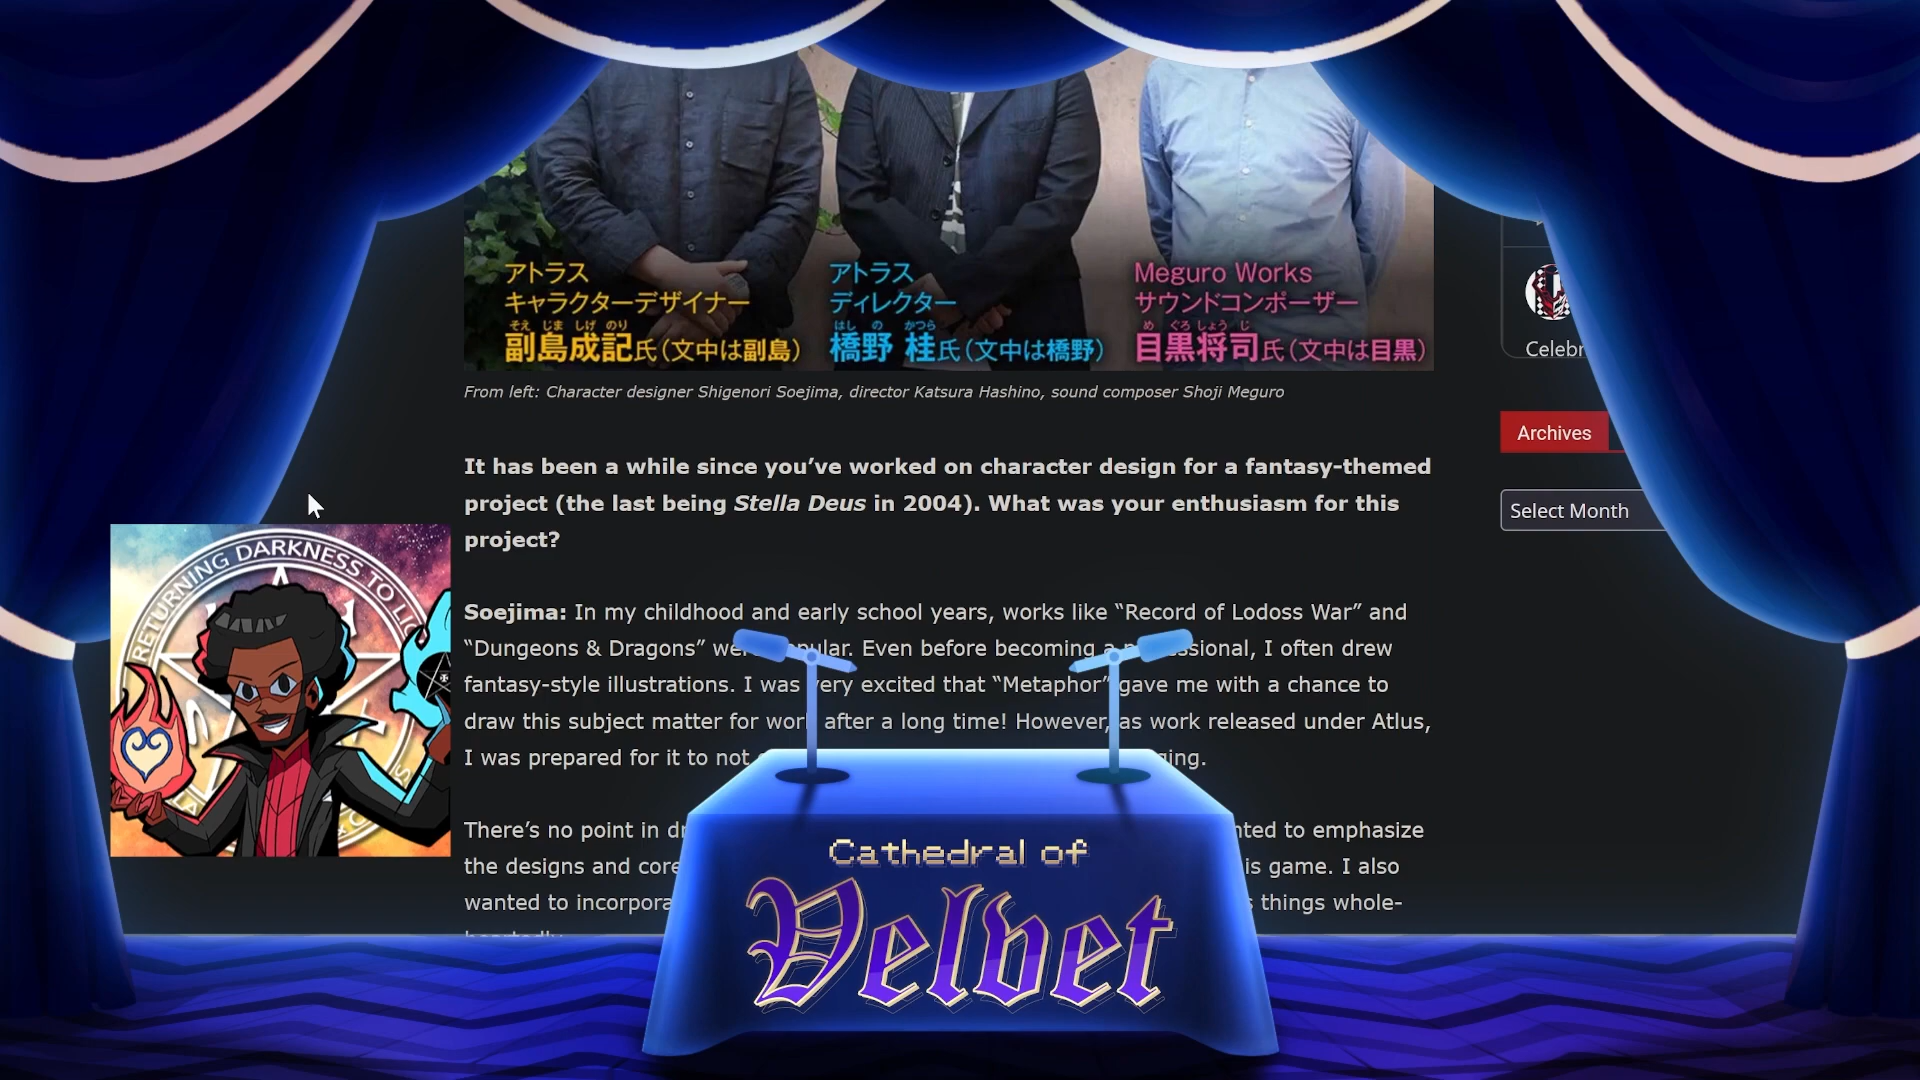 アトラス
キャラクターデザイナー
そえ じま しげ のり
副島成記氏（文中は副島）
アトラス
ディレクター
はし の かつら
橋野 桂氏（文中は橋野）
Meguro Works
サウンドコンポーザー
め ぐろ しょう じ
目黒将司氏（文中は目黒）
From left: Character designer Shigenori Soejima, director Katsura Hashino, sound composer Shoji Meguro
It has been a while since you’ve worked on character design for a fantasy-themed
project (the last being Stella Deus in 2004). What was your enthusiasm for this
project?
Soejima: In my childhood and early school years, works like “Record of Lodoss War” and
“Dungeons & Dragons” popular. Even before becoming a professional, I often drew
fantasy-style illustrations. I was very excited that “Metaphor” gave me with a chance to
draw this subject matter for work after a long time! However, as work released under Atlus,
I was prepared for it to not
There’s no point in to emphasize
the designs and core is game. I also
wanted to things whole-
Celebr
Archives
Select Month
RETURNING DARKNESS TO
Cathedral of
Velvet